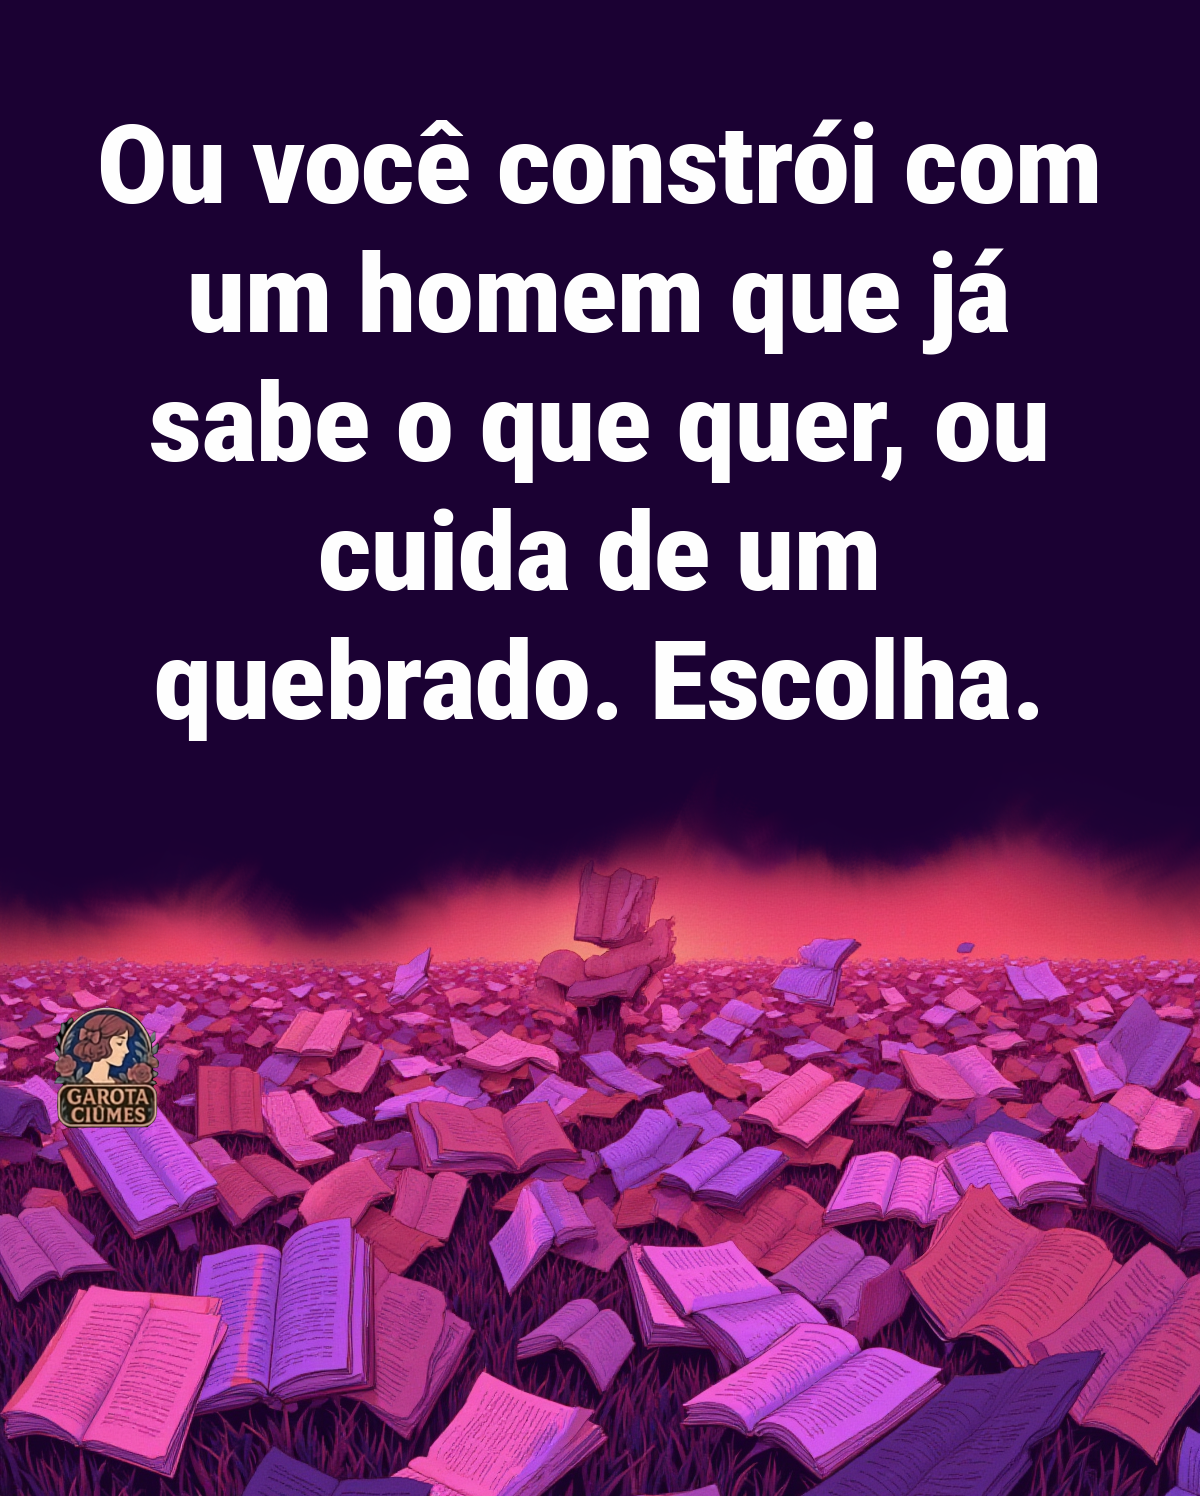 Ou você constrói com
um homem que já
sabe o que quer, ou
cuida de um
quebrado. Escolha.
GAROTA
CIÚMES